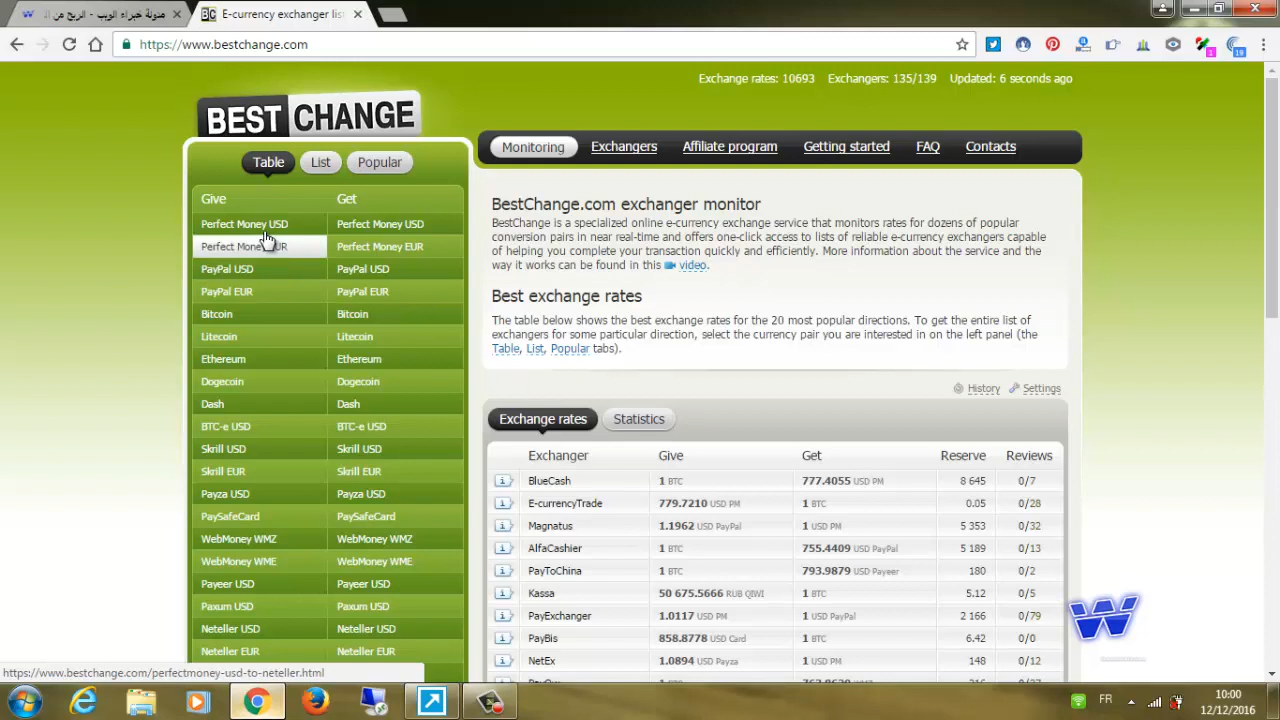 مدونة خبراء الويب - الربح من ال
E-currency exchanger lis
https://www.bestchange.com
1
19
Exchange rates: 10693 Exchangers: 135/139 Updated: 6 seconds ago
BEST CHANGE
Table List Popular
Monitoring Exchangers Affiliate program Getting started FAQ Contacts
Give Get
Perfect Money USD Perfect Money USD
Perfect Money EUR Perfect Money EUR
PayPal USD PayPal USD
PayPal EUR PayPal EUR
Bitcoin Bitcoin
Litecoin Litecoin
Ethereum Ethereum
Dogecoin Dogecoin
Dash Dash
BTC-e USD BTC-e USD
Skrill USD Skrill USD
Skrill EUR Skrill EUR
Payza USD Payza USD
PaySafeCard PaySafeCard
WebMoney WMZ WebMoney WMZ
WebMoney WME WebMoney WME
Payeer USD Payeer USD
Paxum USD Paxum USD
Neteller USD Neteller USD
Neteller EUR Neteller EUR
BestChange.com exchanger monitor
BestChange is a specialized online e-currency exchange service that monitors rates for dozens of popular
conversion pairs in near real-time and offers one-click access to lists of reliable e-currency exchangers capable
of helping you complete your transaction quickly and efficiently. More information about the service and the
way it works can be found in this video.
Best exchange rates
The table below shows the best exchange rates for the 20 most popular directions. To get the entire list of
exchangers for some particular direction, select the currency pair you are interested in on the left panel (the
Table, List, Popular tabs).
History Settings
Exchange rates Statistics
Exchanger Give Get Reserve Reviews
BlueCash 1 BTC 777.4055 USD PM 8 645 0/7
E-currencyTrade 779.7210 USD PM 1 BTC 0.05 0/28
Magnatus 1.1962 USD PayPal 1 USD PM 5 353 0/32
AlfaCashier 1 BTC 755.4409 USD PayPal 5 189 0/13
PayToChina 1 BTC 793.9879 USD Payeer 180 0/2
Kassa 50 675.5666 RUB QIWI 1 BTC 5.12 0/5
PayExchanger 1.0117 USD PM 1 USD PayPal 2 166 0/79
PayBis 858.8778 USD Card 1 BTC 6.42 0/0
NetEx 1.0894 USD Payza 1 USD PM 148 0/12
https://www.bestchange.com/perfectmoney-usd-to-neteller.html
FR
10:00
12/12/2016